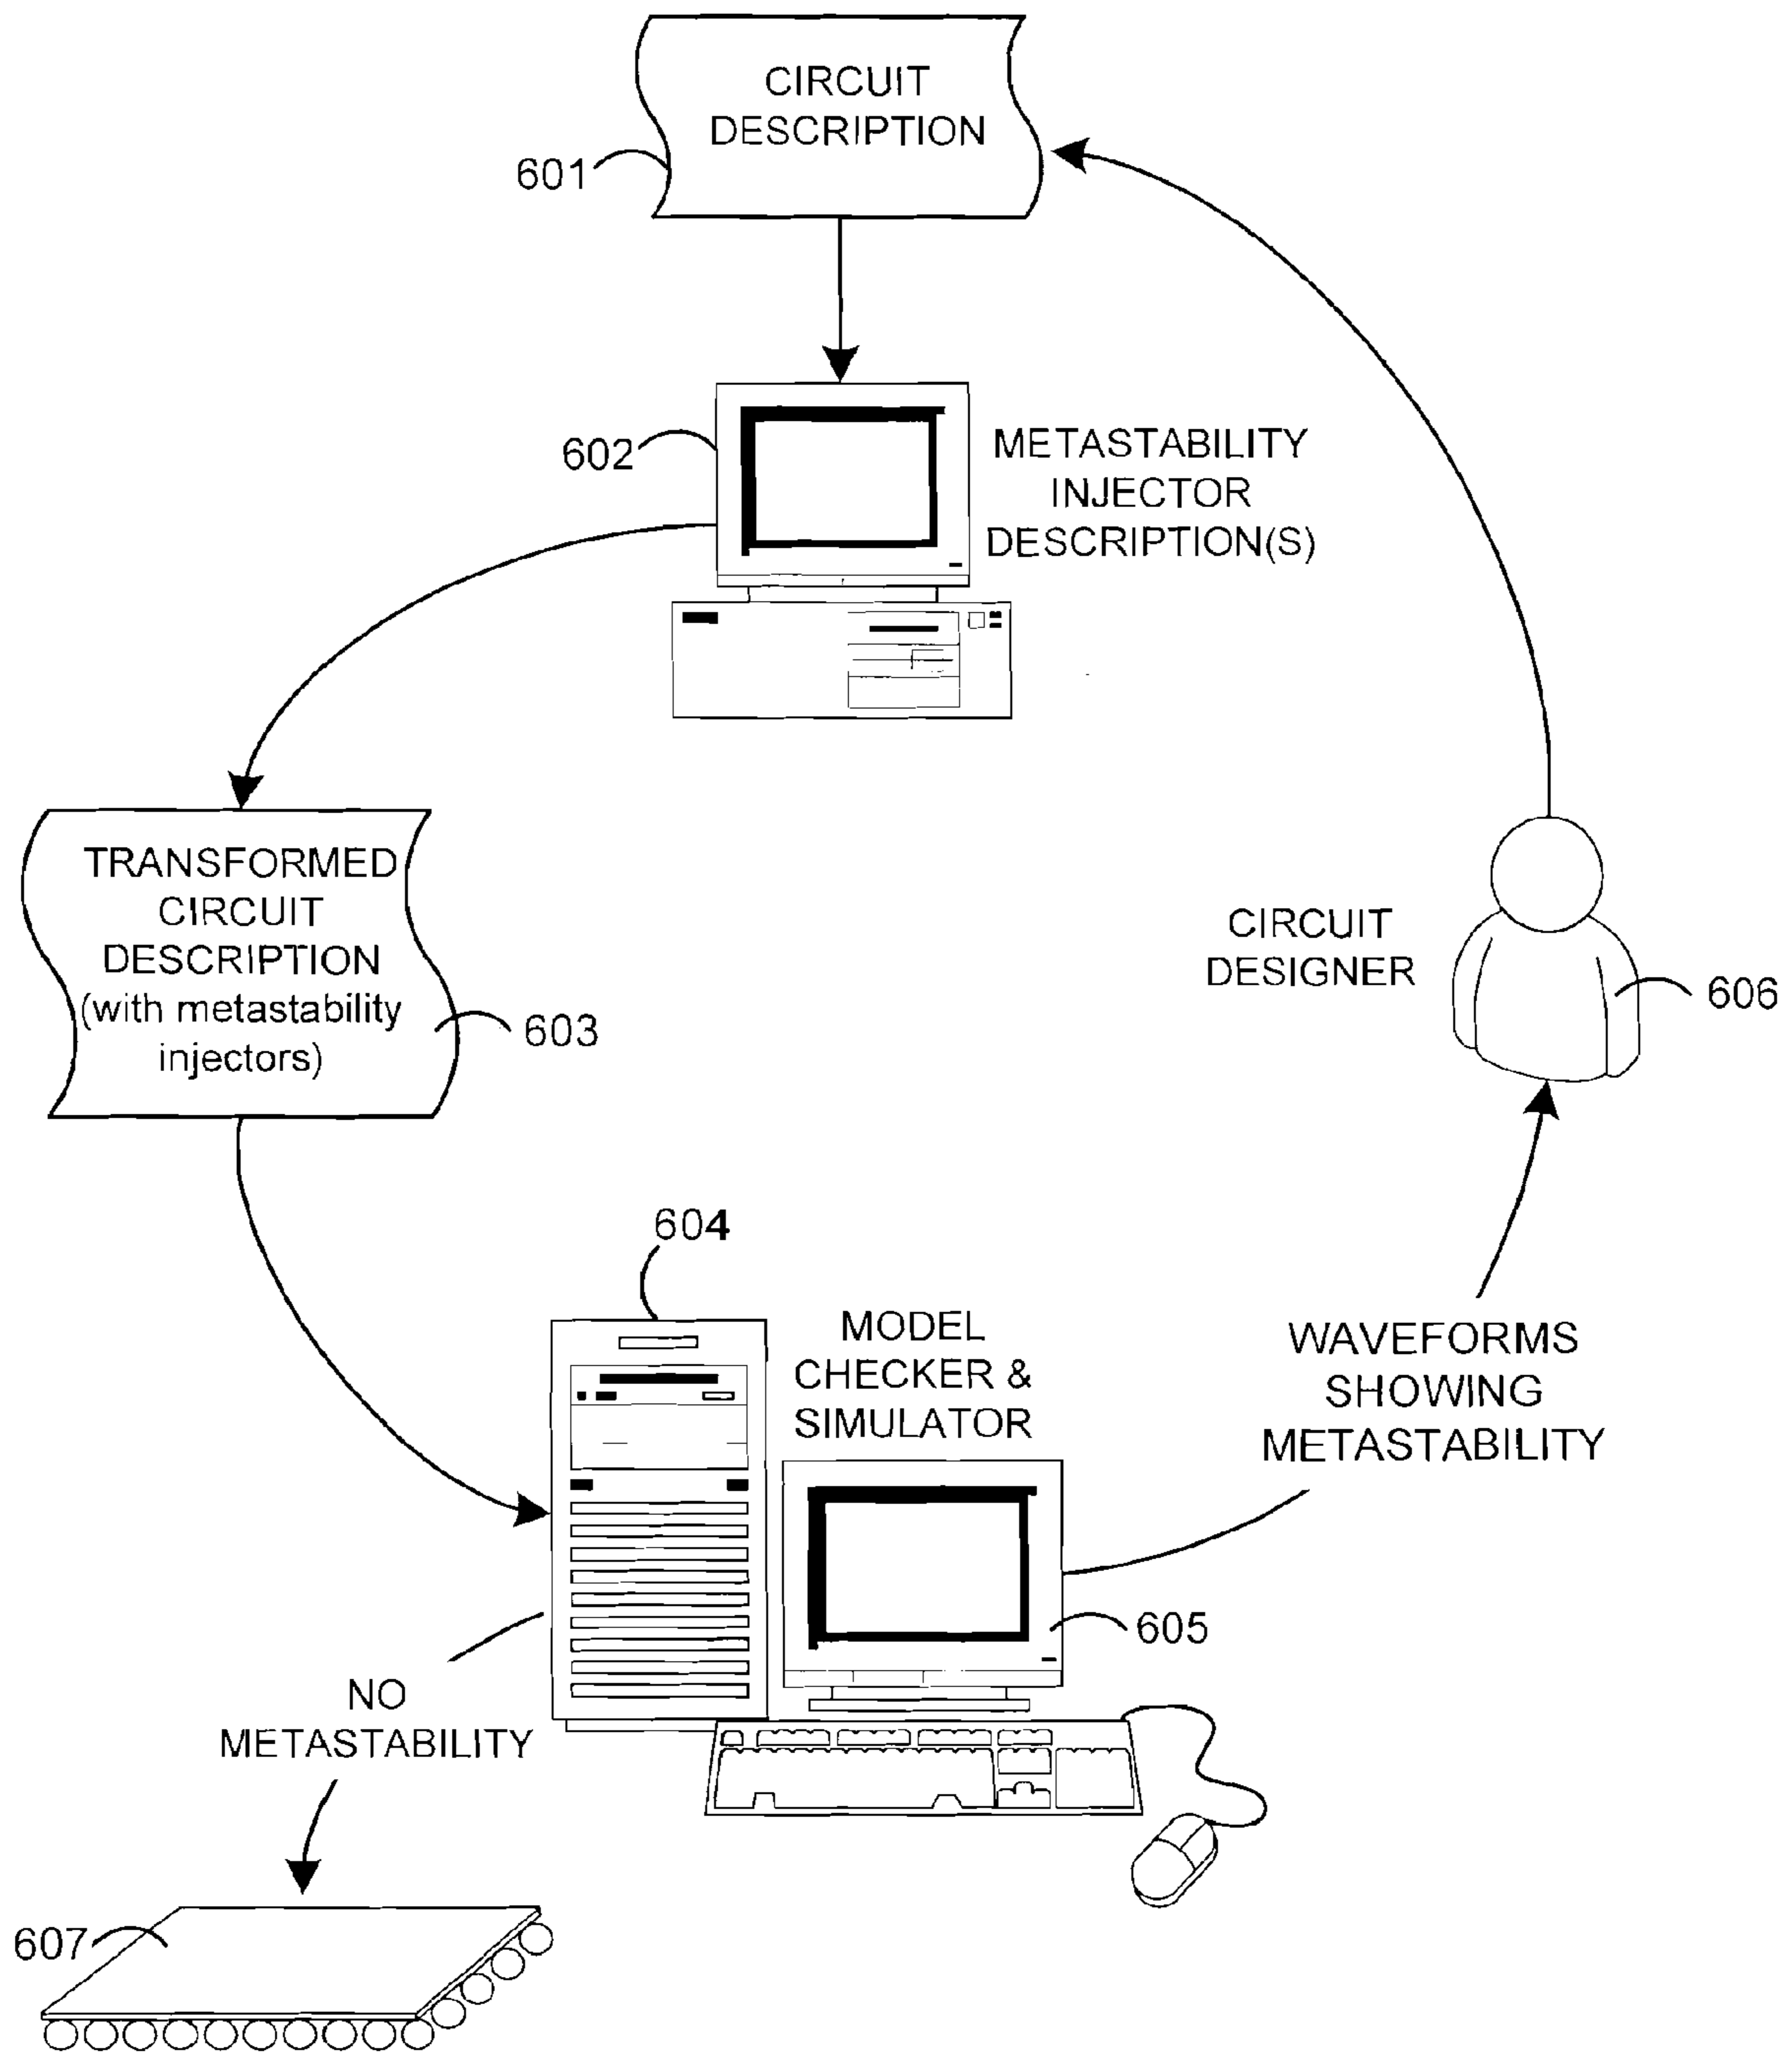 CIRCUIT
DESCRIPTION
601
602
METASTABILITY
INJECTOR
DESCRIPTION(S)
TRANSFORMED
CIRCUIT
DESCRIPTION
(with metastability
injectors)
603
CIRCUIT
DESIGNER
606
604
MODEL
CHECKER &
SIMULATOR
WAVEFORMS
SHOWING
METASTABILITY
605
NO
METASTABILITY
607